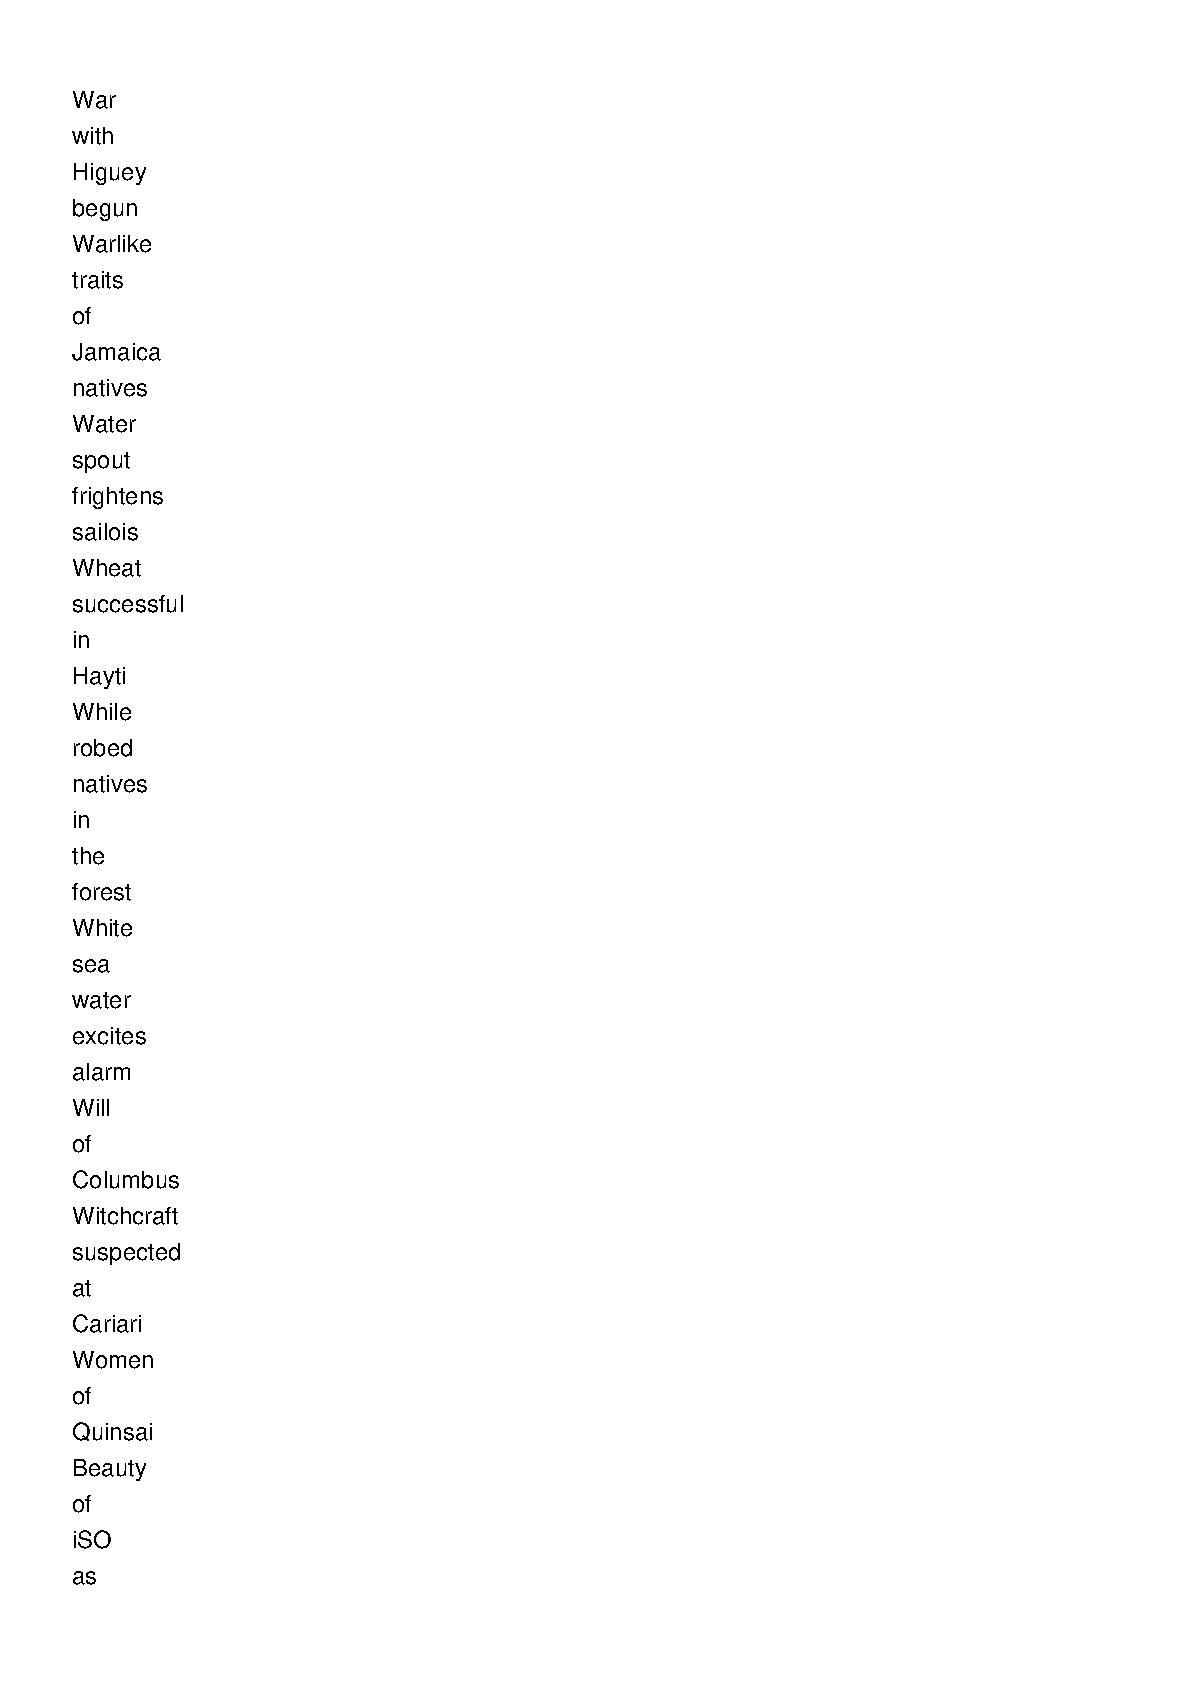 War
with
Higuey
begun
Warlike
traits
of
Jamaica
natives
Water
spout
frightens
sailois
Wheat
successful
in
Hayti
While
robed
natives
in
the
forest
White
sea
water
excites
alarm
Will
of
Columbus
Witchcraft
suspected
at
Cariari
Women
of
Quinsai
Beauty
of
iSO
as